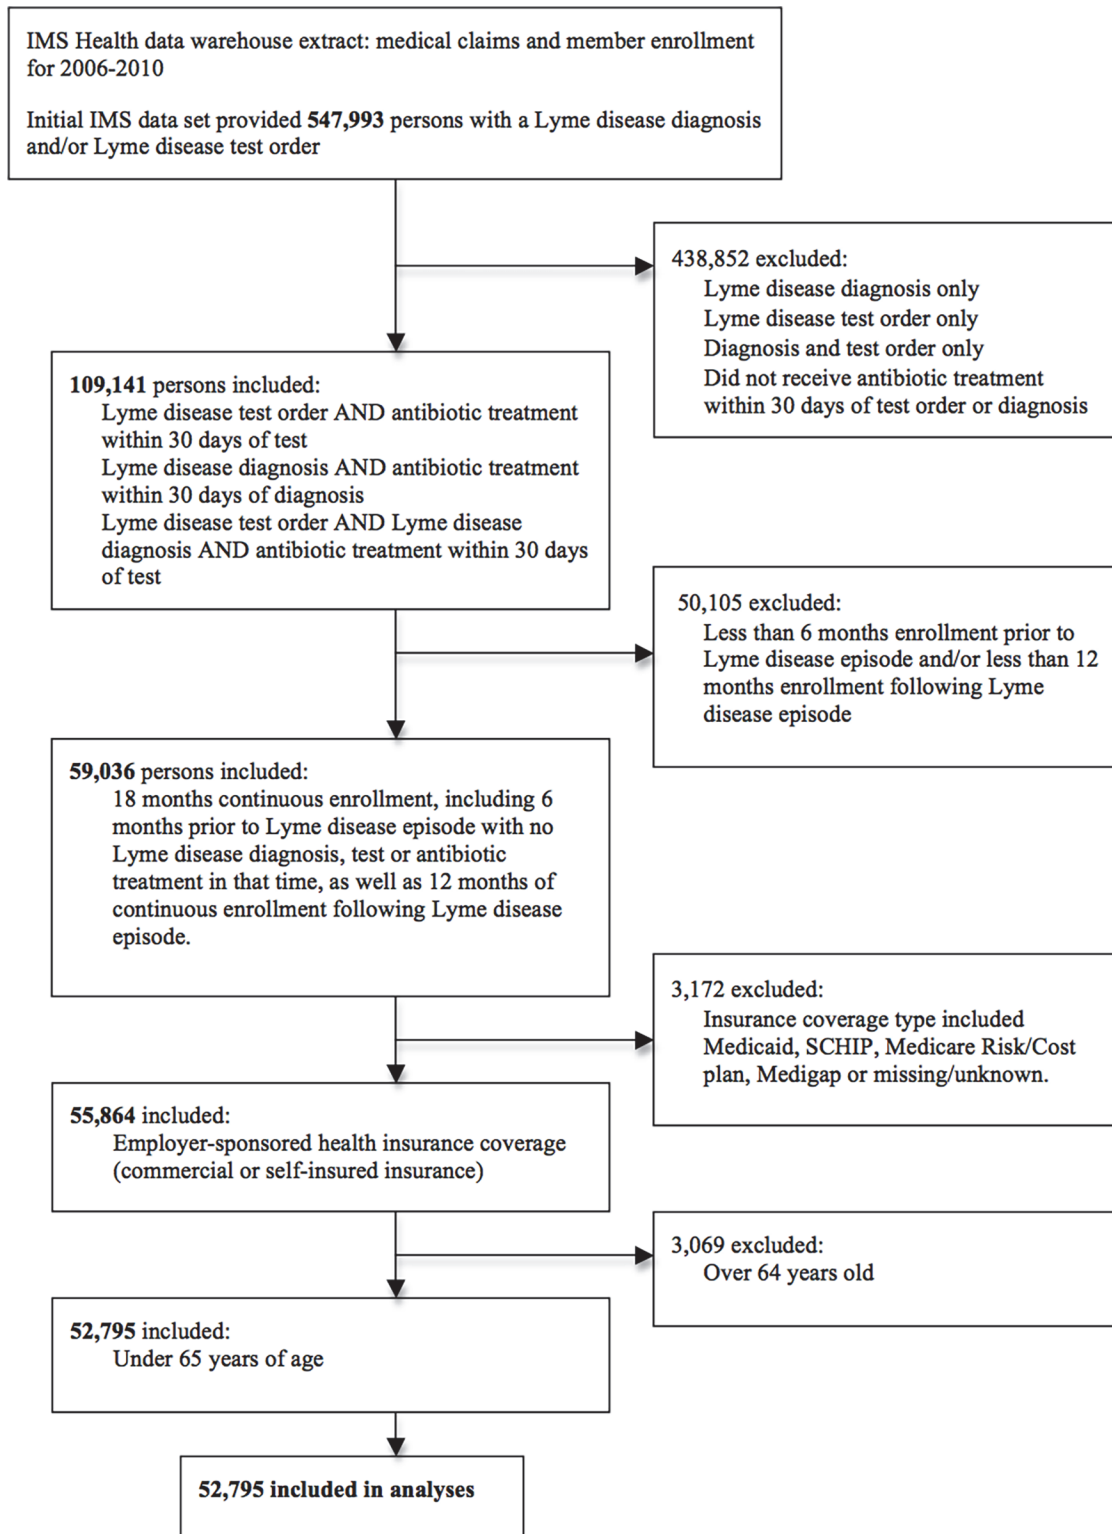 IMS Health data warehouse extract: medical claims and member enrollment
for 2006-2010
Initial IMS data set provided 547,993 persons with a Lyme disease diagnosis
and/or Lyme disease test order
438,852 excluded:
Lyme disease diagnosis only
Lyme disease test order only
Diagnosis and test order only
Did not receive antibiotic treatment
within 30 days of test order or diagnosis
109,141 persons included:
Lyme disease test order AND antibiotic treatment
within 30 days of test
Lyme disease diagnosis AND antibiotic treatment
within 30 days of diagnosis
Lyme disease test order AND Lyme disease
diagnosis AND antibiotic treatment within 30 days
of test
50,105 excluded:
Less than 6 months enrollment prior to
Lyme disease episode and/or less than 12
months enrollment following Lyme
disease episode
59,036 persons included:
18 months continuous enrollment, including 6
months prior to Lyme disease episode with no
Lyme disease diagnosis, test or antibiotic
treatment in that time, as well as 12 months of
continuous enrollment following Lyme disease
episode.
3,172 excluded:
Insurance coverage type included
Medicaid, SCHIP, Medicare Risk/Cost
plan, Medigap or missing/unknown.
55,864 included:
Employer-sponsored health insurance coverage
(commercial or self-insured insurance)
3,069 excluded:
Over 64 years old
52,795 included:
Under 65 years of age
52,795 included in analyses